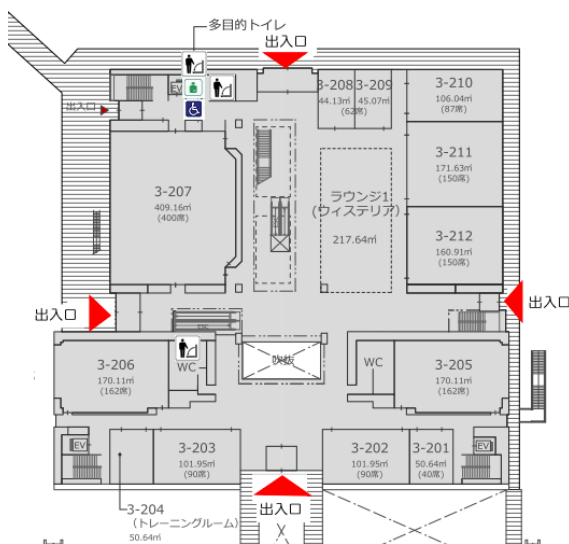 多目的トイレ
出入口
EV
出入口
3-208
44.13㎡
3-209
45.07㎡
(62席)
3-210
106.04㎡
(87席)
3-211
171.63㎡
(150席)
3-212
160.91㎡
(150席)
3-207
409.16㎡
(400席)
ラウンジ1
(ウィステリア)
217.64㎡
出入口
出入口
ESC
3-206
170.11㎡
(162席)
WC
吹抜
WC
3-205
170.11㎡
(162席)
EV
3-203
101.95㎡
(90席)
3-202
101.95㎡
(90席)
3-201
50.64㎡
(40席)
EV
3-204
(トレーニングルーム)
50.64㎡
出入口